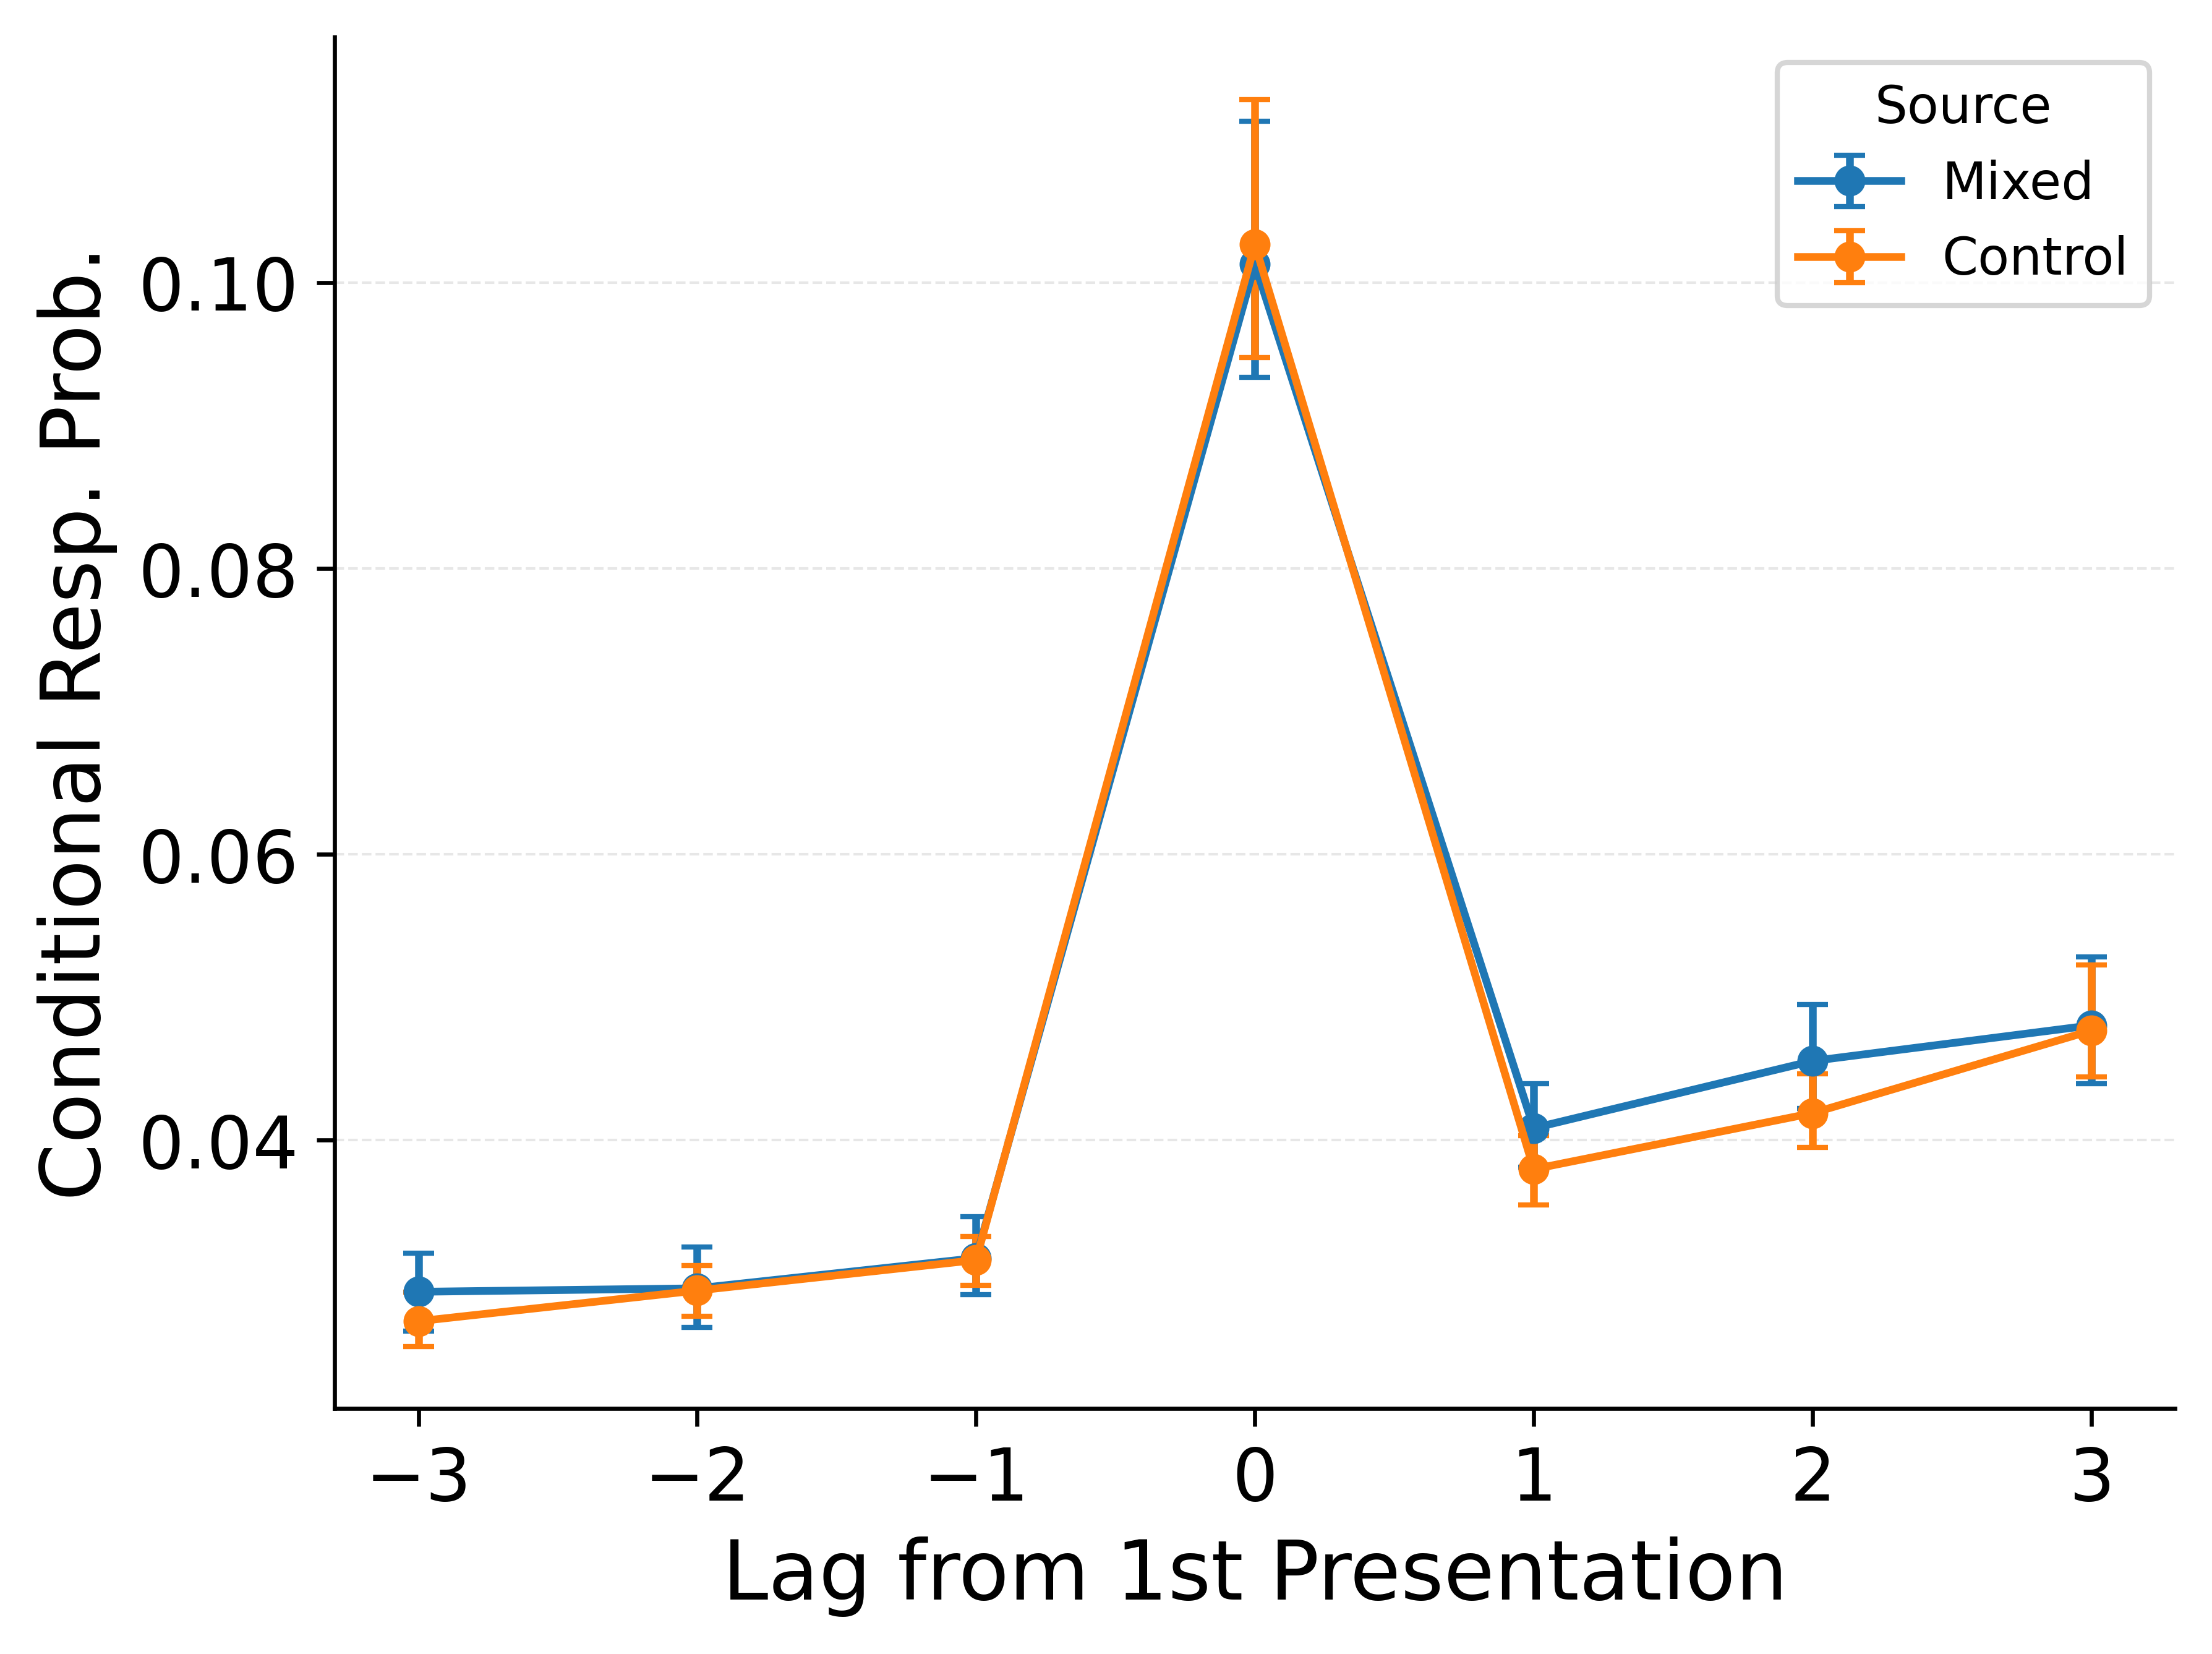 Source
Mixed
Control
Conditional Resp. Prob.
0.10
0.08
0.06
0.04
−3 −2 −1 0 1 2 3
Lag from 1st Presentation